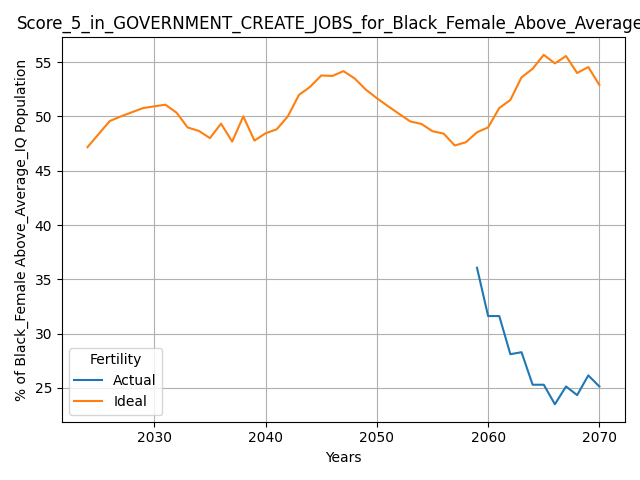 Score_5_in_GOVERNMENT_CREATE_JOBS_for_Black_Female_Above_Average
% of Black_Female Above_Average_IQ Population
55
50
45
40
35
30
25
Fertility
Actual
Ideal
2030 2040 2050 2060 2070
Years